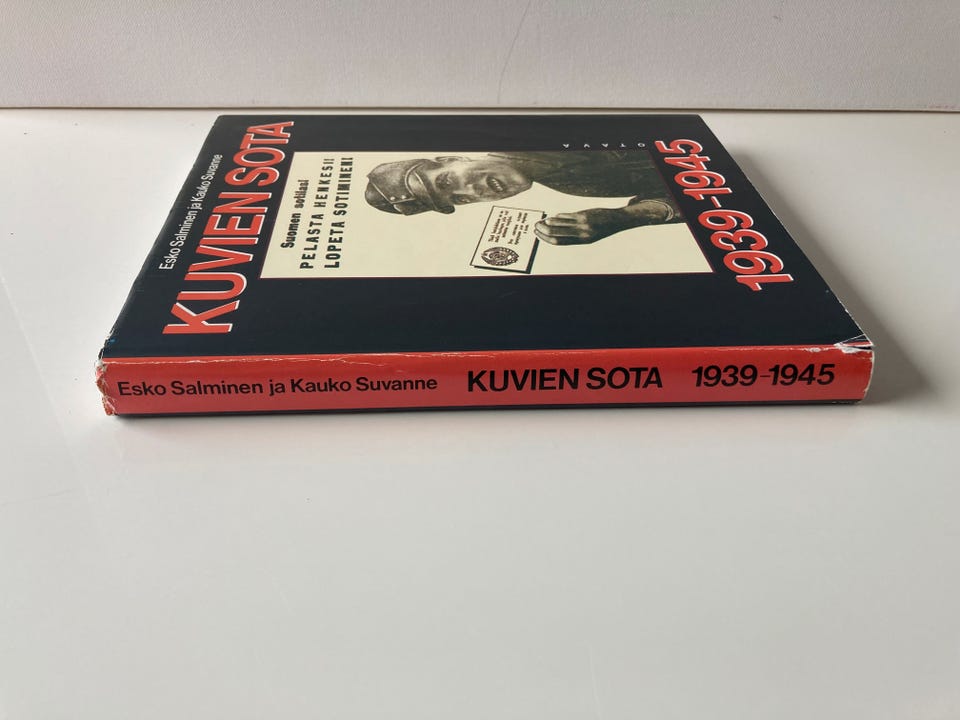 Esko Salminen ja Kauko Suvanne
KUVIEN SOTA
Suomen sotilas!
PELASTA HENKESI!
LOPETA SOTIMINEN!
1939-1945
OTAVA
Esko Salminen ja Kauko Suvanne KUVIEN SOTA 1939-1945